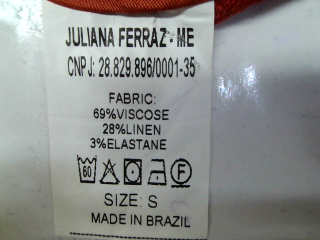 JULIANA FERRAZ - ME
CNPJ: 28.829.896/0001-35
FABRIC:
69%VISCOSE
28%LINEN
3%ELASTANE
60
SIZE: S
MADE IN BRAZIL